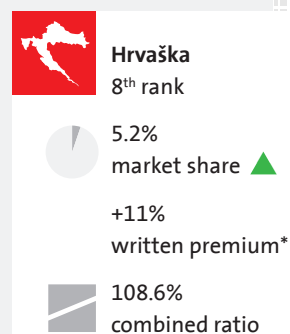 Hrvaška
8th rank
5.2%
market share
+11%
written premium*
108.6%
combined ratio